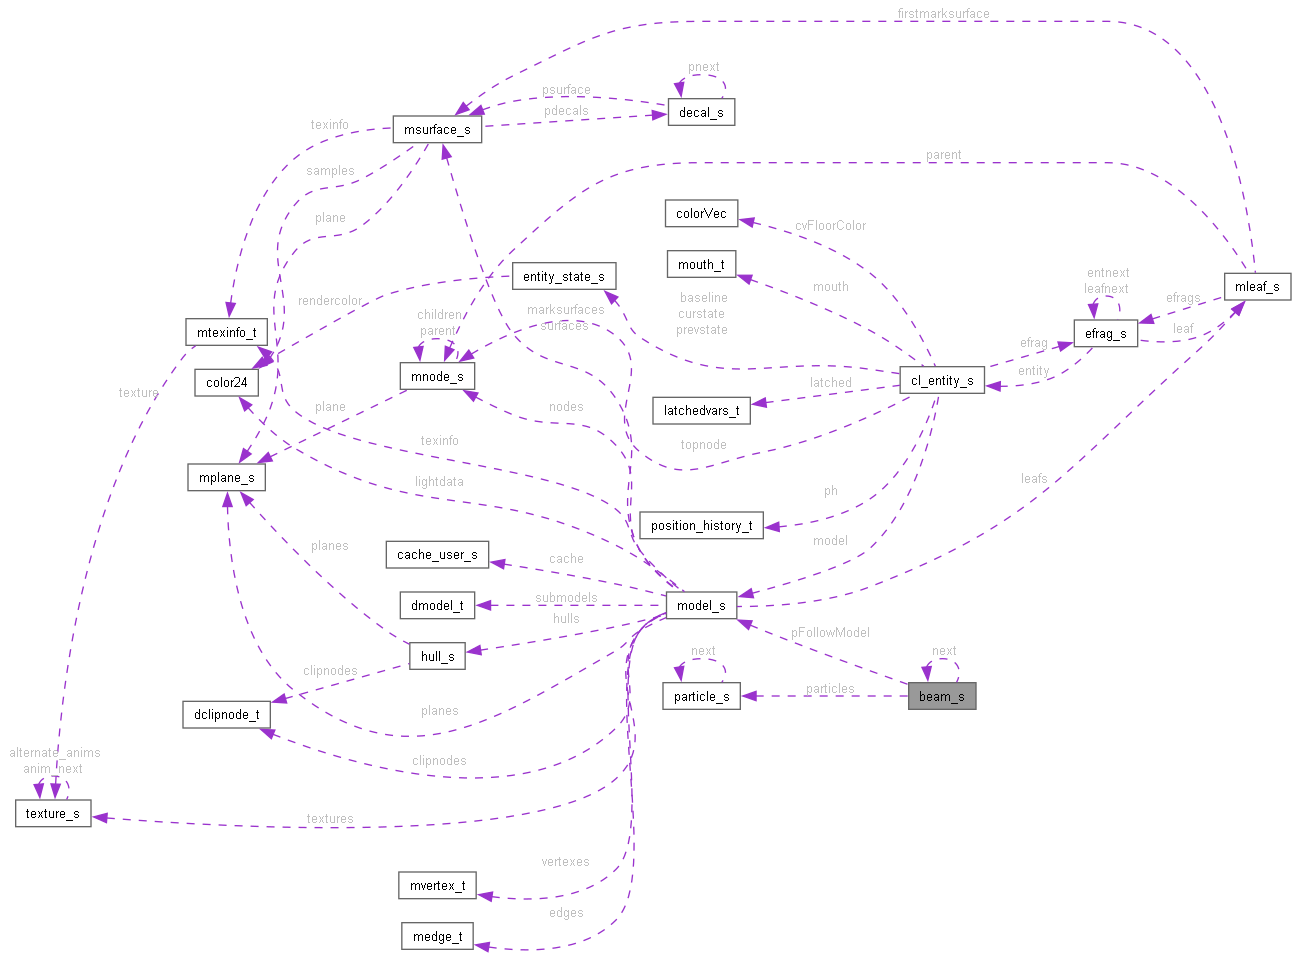 firstmarksurface
pnext
psurface
decal_s
pdecals
msurface_s
texinfo
parent
samples
colorVec
plane
cvFloorColor
mouth_t
entity_state_s
entnext
leafnext
mleaf_s
mouth
baseline
curstate
prevstate
efrags
rendercolor
marksurfaces
surfaces
children
parent
mtexinfo_t
efrag_s
leaf
efrag
entity
mnode_s
color24
cl_entity_s
latched
texture
plane
nodes
latchedvars_t
texinfo
topnode
mplane_s
lightdata
leafs
ph
position_history_t
model
planes
cache_user_s
cache
submodels
dmodel_t
model_s
hulls
pFollowModel
hull_s
next
next
clipnodes
particles
particle_s
beam_s
planes
dclipnode_t
alternate_anims
anim_next
clipnodes
texture_s
textures
vertexes
mvertex_t
edges
medge_t